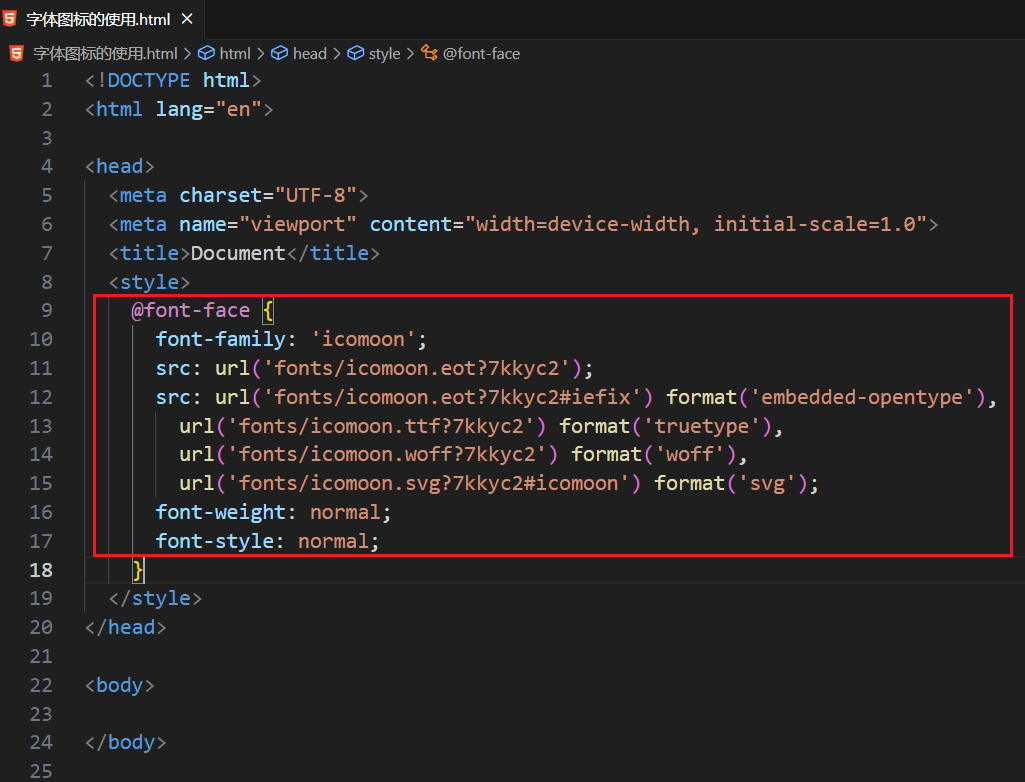 字体图标的使用.html ×
字体图标的使用.html > html > head > style > @font-face
1 <!DOCTYPE html>
2 <html lang="en">
3
4 <head>
5   <meta charset="UTF-8">
6   <meta name="viewport" content="width=device-width, initial-scale=1.0">
7   <title>Document</title>
8   <style>
9     @font-face {
10       font-family: 'icomoon';
11       src: url('fonts/icomoon.eot?7kkyc2');
12       src: url('fonts/icomoon.eot?7kkyc2#iefix') format('embedded-opentype'),
13         url('fonts/icomoon.ttf?7kkyc2') format('truetype'),
14         url('fonts/icomoon.woff?7kkyc2') format('woff'),
15         url('fonts/icomoon.svg?7kkyc2#icomoon') format('svg');
16       font-weight: normal;
17       font-style: normal;
18     }
19   </style>
20 </head>
21
22 <body>
23
24 </body>
25